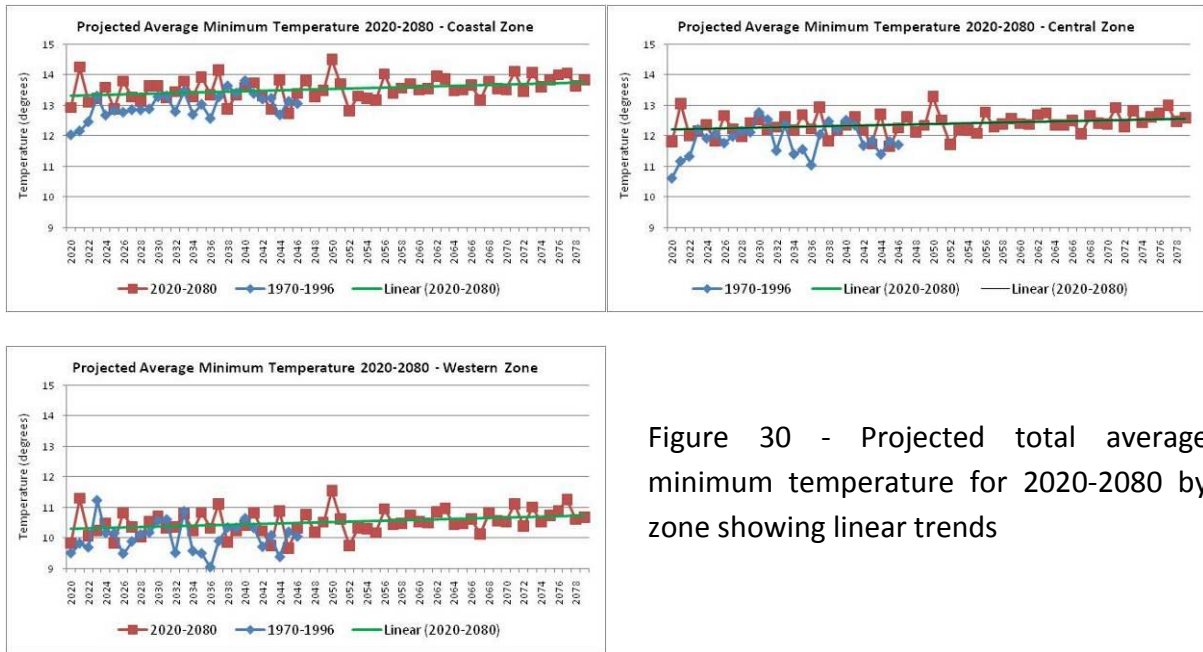 Projected Average Minimum Temperature 2020-2080 - Coastal Zone
Temperature (degrees)
15
14
13
12
11
10
9
2020 2022 2024 2026 2028 2030 2032 2034 2036 2038 2040 2042 2044 2046 2048 2050 2052 2054 2056 2058 2060 2062 2064 2066 2068 2070 2072 2074 2076 2078
2020-2080 1970-1996 Linear (2020-2080)
Projected Average Minimum Temperature 2020-2080 - Central Zone
Temperature (degrees)
15
14
13
12
11
10
9
2020 2022 2024 2026 2028 2030 2032 2034 2036 2038 2040 2042 2044 2046 2048 2050 2052 2054 2056 2058 2060 2062 2064 2066 2068 2070 2072 2074 2076 2078
1970-1996 Linear (2020-2080) Linear (2020-2080)
Projected Average Minimum Temperature 2020-2080 - Western Zone
Temperature (degrees)
15
14
13
12
11
10
9
2020 2022 2024 2026 2028 2030 2032 2034 2036 2038 2040 2042 2044 2046 2048 2050 2052 2054 2056 2058 2060 2062 2064 2066 2068 2070 2072 2074 2076 2078
2020-2080 1970-1996 Linear (2020-2080)
Figure 30 - Projected total average
minimum temperature for 2020-2080 by
zone showing linear trends